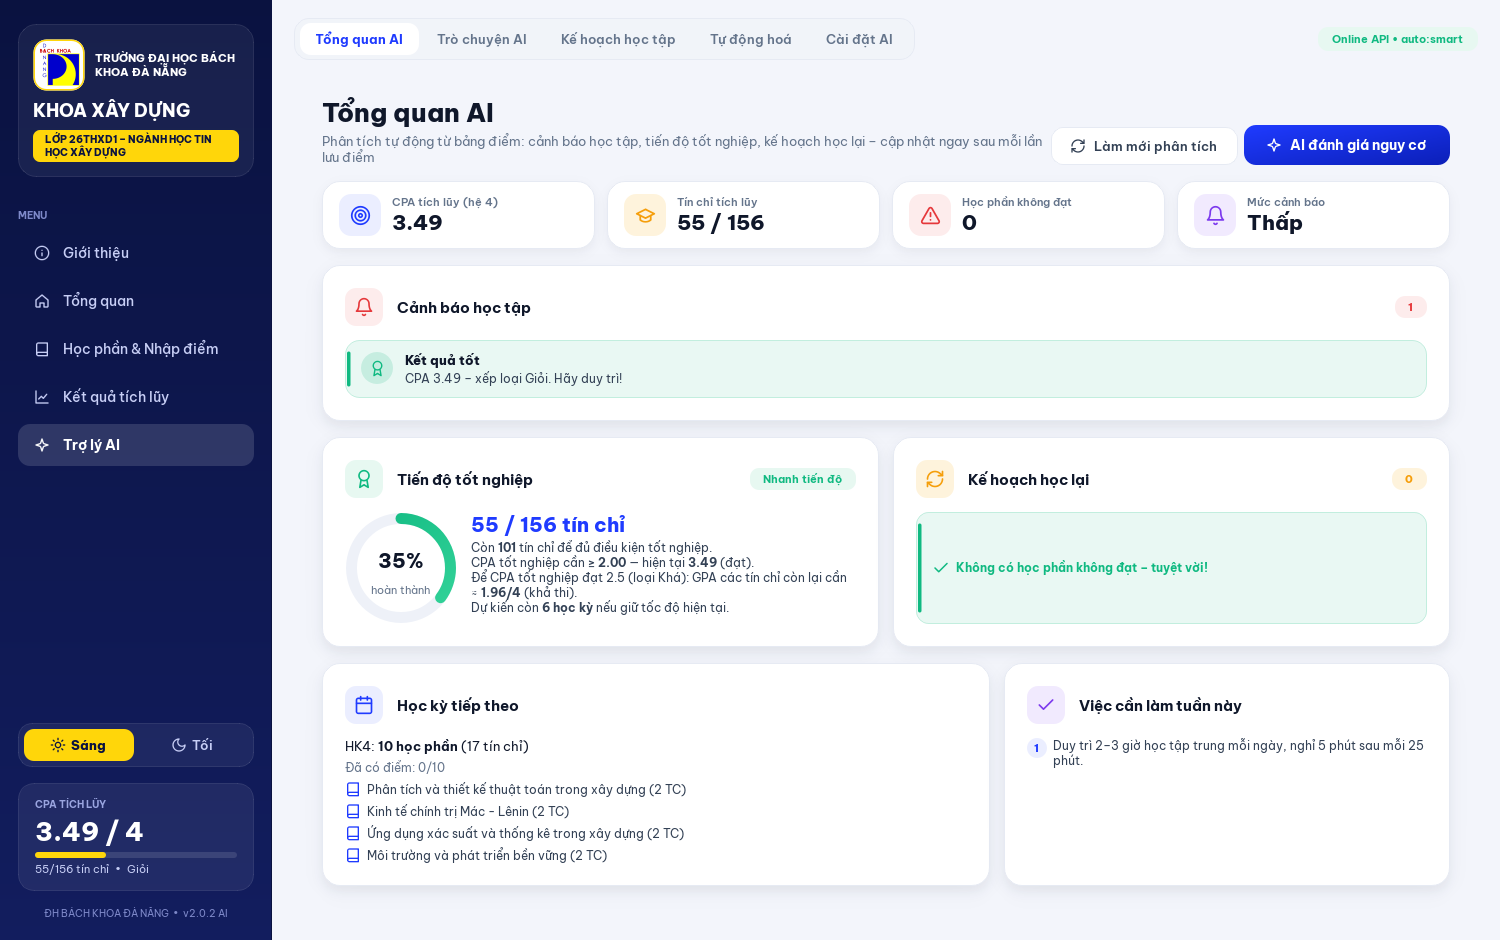 BÁCH KHOA
ĐÀ NẴNG
TRƯỜNG ĐẠI HỌC BÁCH
KHOA ĐÀ NẴNG
KHOA XÂY DỰNG
LỚP 26THXD1 – NGÀNH HỌC TIN
HỌC XÂY DỰNG
MENU
Giới thiệu
Tổng quan
Học phần & Nhập điểm
Kết quả tích lũy
Trợ lý AI
Sáng
Tối
CPA TÍCH LŨY
3.49 / 4
55/156 tín chỉ • Giỏi
ĐH BÁCH KHOA ĐÀ NẴNG • v2.0.2 AI
Tổng quan AI
Trò chuyện AI
Kế hoạch học tập
Tự động hoá
Cài đặt AI
Online API • auto:smart
Tổng quan AI
Phân tích tự động từ bảng điểm: cảnh báo học tập, tiến độ tốt nghiệp, kế hoạch học lại – cập nhật ngay sau mỗi lần
lưu điểm
Làm mới phân tích
AI đánh giá nguy cơ
CPA tích lũy (hệ 4)
3.49
Tín chỉ tích lũy
55 / 156
Học phần không đạt
0
Mức cảnh báo
Thấp
Cảnh báo học tập
1
Kết quả tốt
CPA 3.49 – xếp loại Giỏi. Hãy duy trì!
Tiến độ tốt nghiệp
Nhanh tiến độ
35%
hoàn thành
55 / 156 tín chỉ
Còn 101 tín chỉ để đủ điều kiện tốt nghiệp.
CPA tốt nghiệp cần ≥ 2.00 — hiện tại 3.49 (đạt).
Để CPA tốt nghiệp đạt 2.5 (loại Khá): GPA các tín chỉ còn lại cần
≈ 1.96/4 (khả thi).
Dự kiến còn 6 học kỳ nếu giữ tốc độ hiện tại.
Kế hoạch học lại
0
Không có học phần không đạt – tuyệt vời!
Học kỳ tiếp theo
HK4: 10 học phần (17 tín chỉ)
Đã có điểm: 0/10
Phân tích và thiết kế thuật toán trong xây dựng (2 TC)
Kinh tế chính trị Mác - Lênin (2 TC)
Ứng dụng xác suất và thống kê trong xây dựng (2 TC)
Môi trường và phát triển bền vững (2 TC)
Việc cần làm tuần này
1
Duy trì 2–3 giờ học tập trung mỗi ngày, nghỉ 5 phút sau mỗi 25
phút.